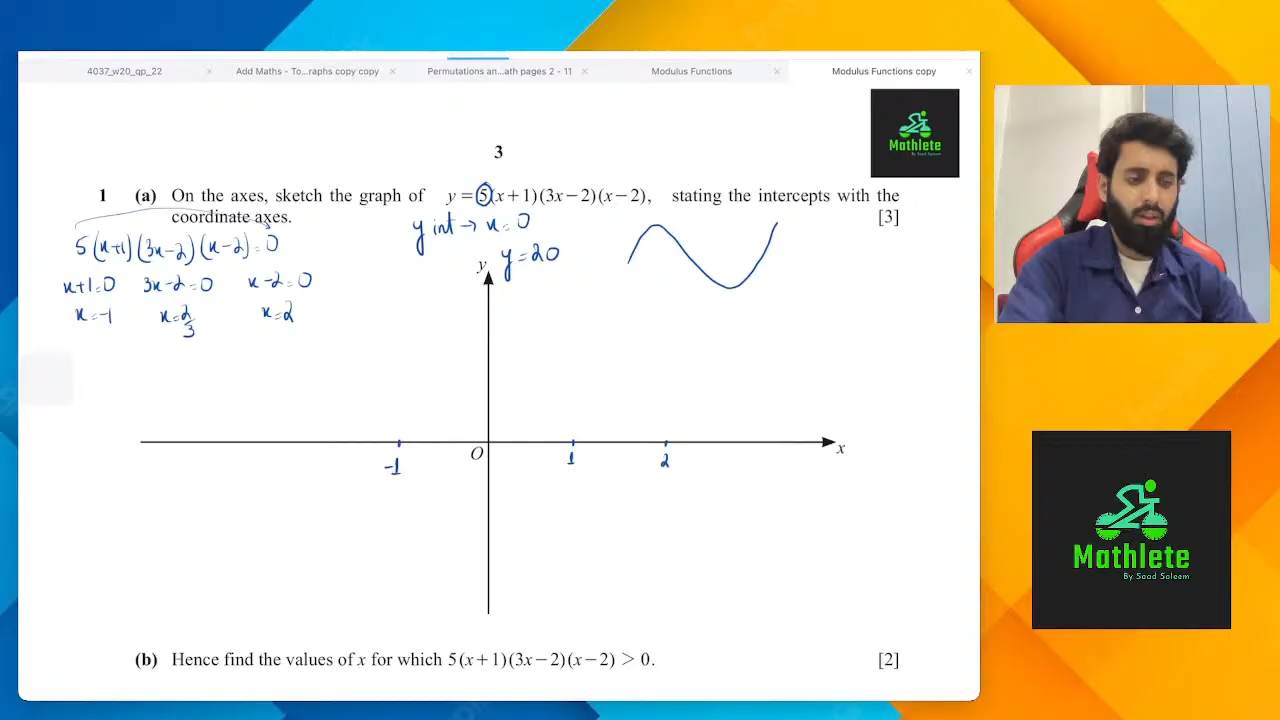 4037_w20_qp_22
Add Maths - To...raphs copy copy
Permutations an...ath pages 2 - 11
Modulus Functions
Modulus Functions copy
Mathlete
By Saad Saleem
3
1 (a) On the axes, sketch the graph of y = 5(x+1)(3x−2)(x−2), stating the intercepts with the
coordinate axes. [3]
5(x+1)(3x−2)(x−2)=0
x+1=0 3x−2=0 x−2=0
x=−1 x=2/3 x=2
y int → x=0
y=20
y
O
x
-1 1 2
(b) Hence find the values of x for which 5(x+1)(3x−2)(x−2) > 0. [2]
Mathlete
By Saad Saleem